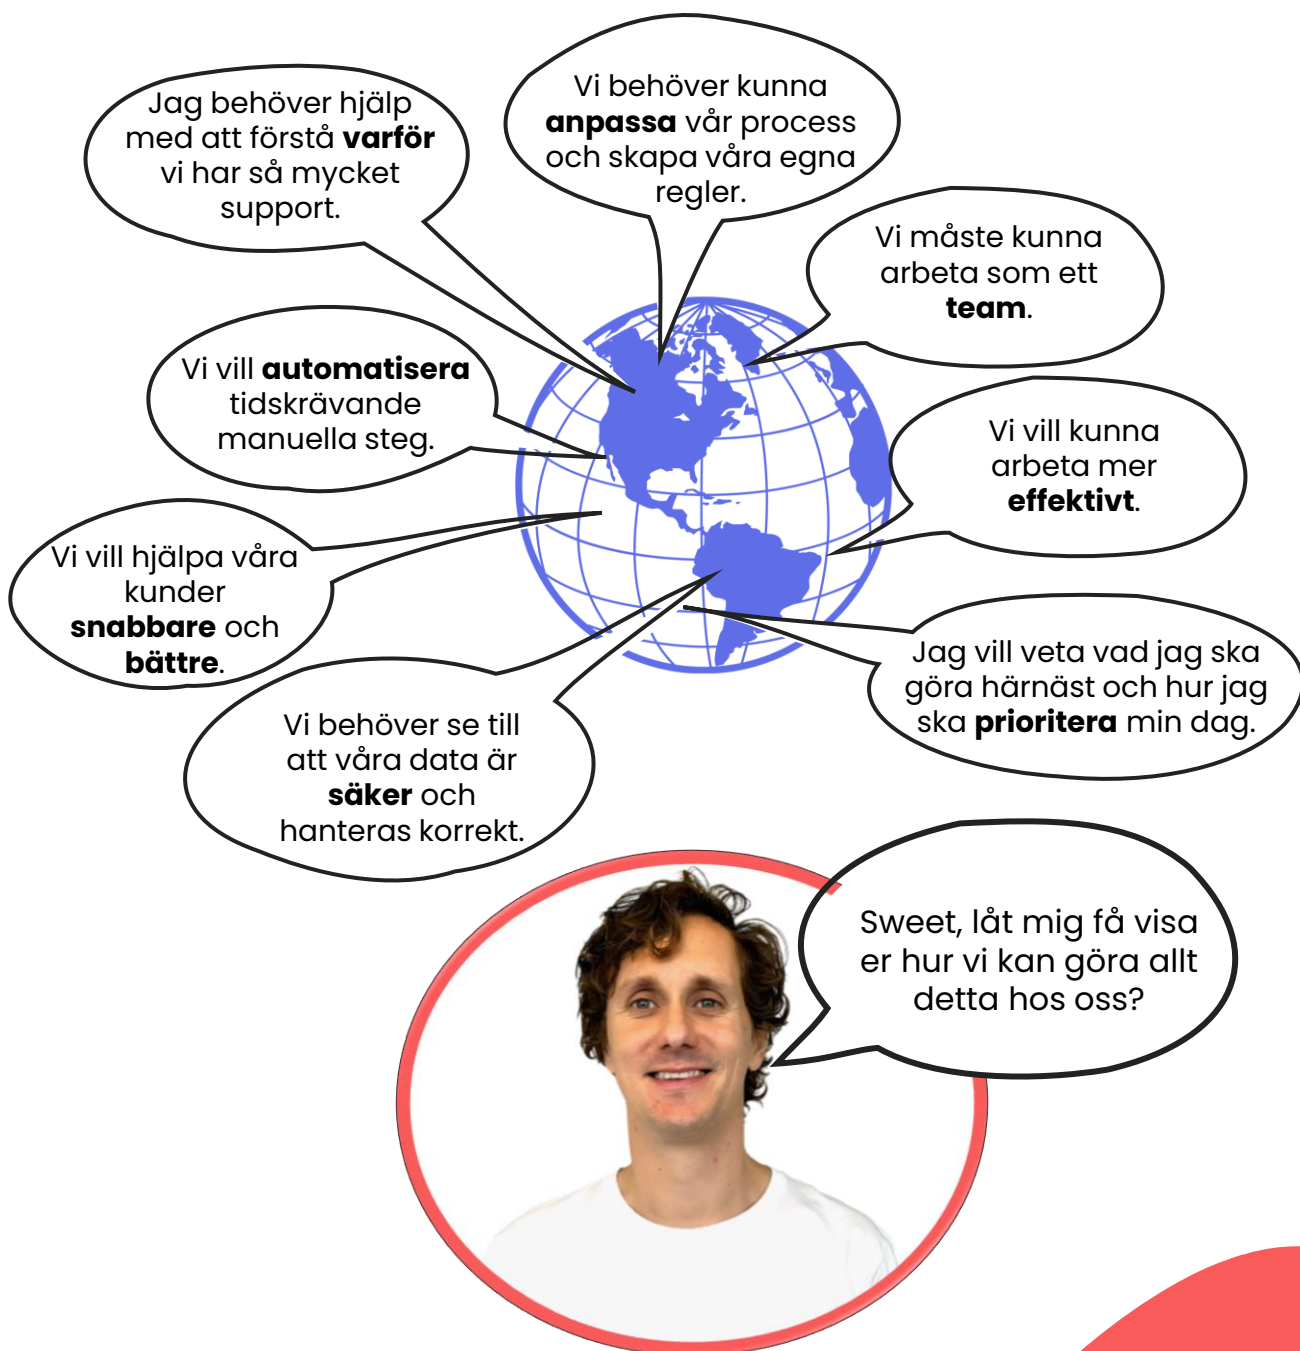 Jag behöver hjälp
med att förstå varför
vi har så mycket
support.
Vi behöver kunna
anpassa vår process
och skapa våra egna
regler.
Vi måste kunna
arbeta som ett
team.
Vi vill automatisera
tidskrävande
manuella steg.
Vi vill kunna
arbeta mer
effektivt.
Vi vill hjälpa våra
kunder
snabbare och
bättre.
Jag vill veta vad jag ska
göra härnäst och hur jag
ska prioritera min dag.
Vi behöver se till
att våra data är
säker och
hanteras korrekt.
Sweet, låt mig få visa
er hur vi kan göra allt
detta hos oss?